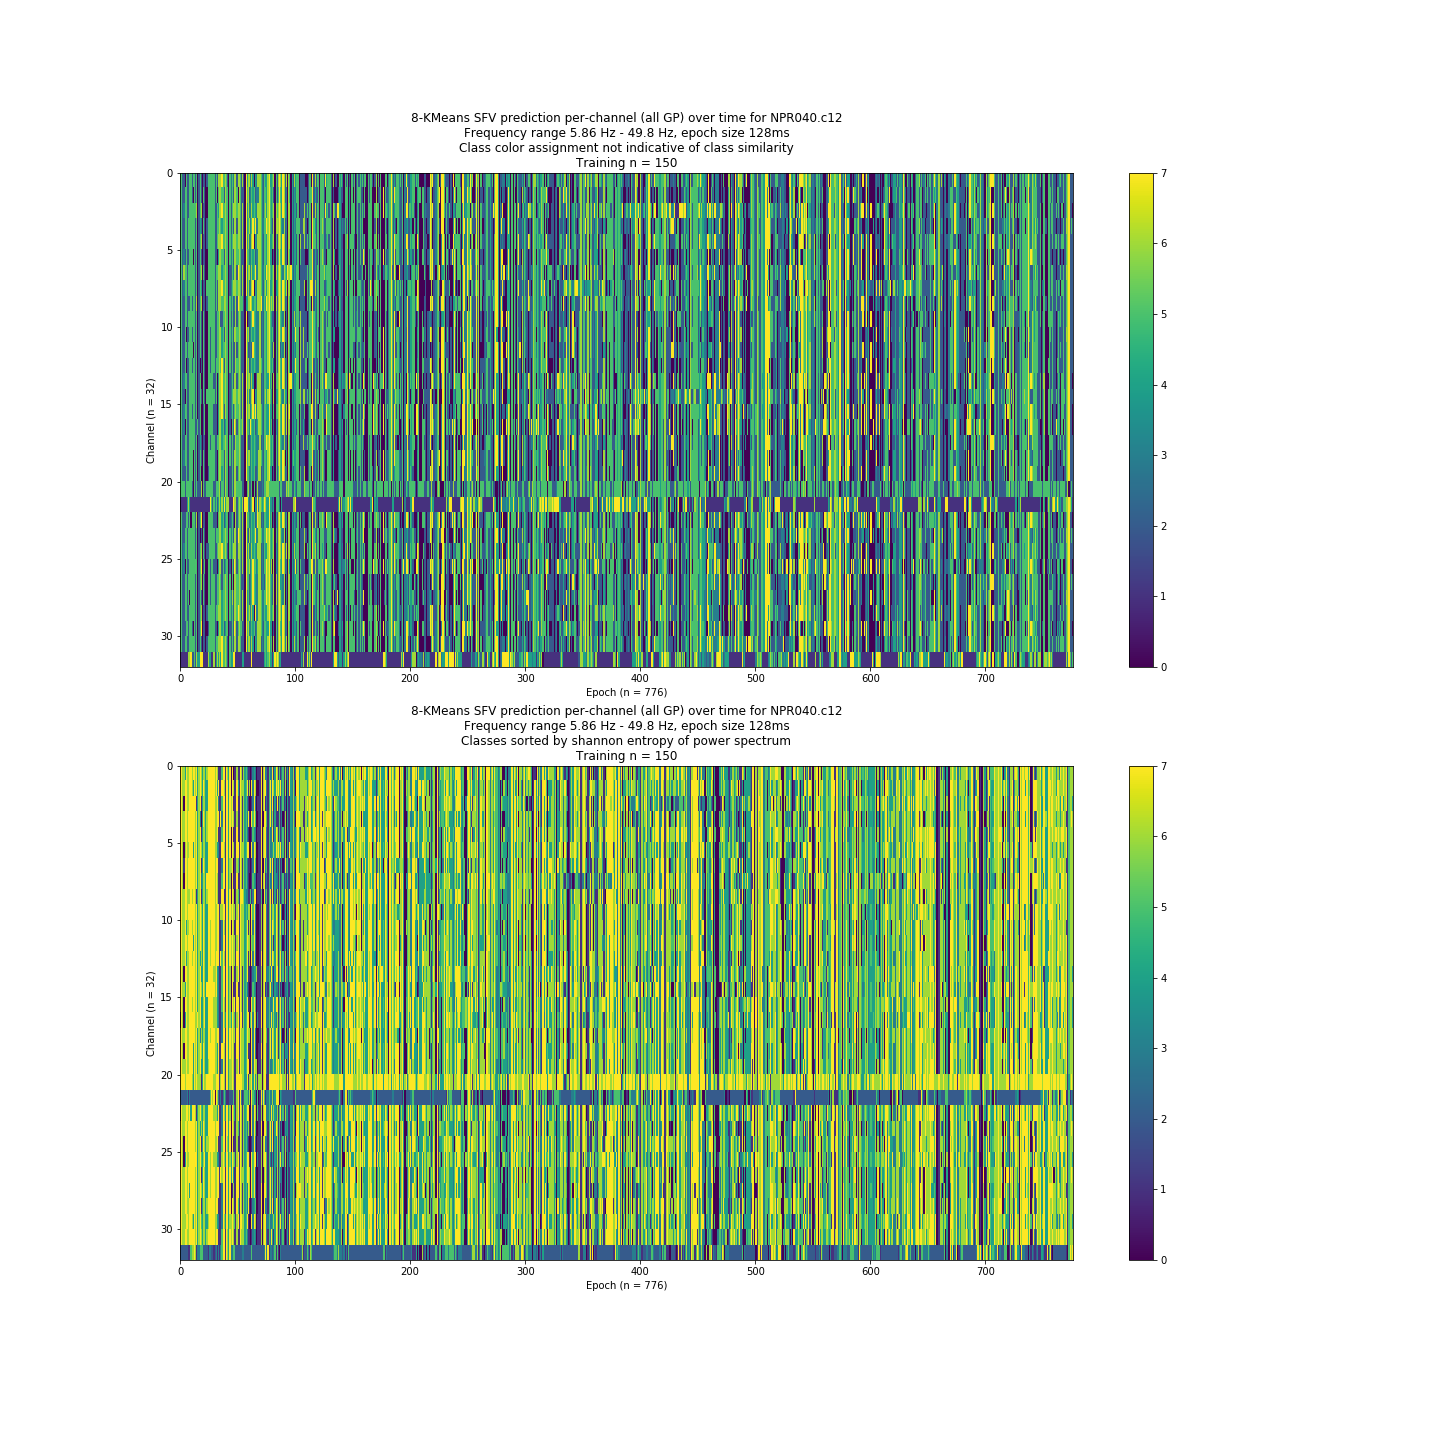 8-KMeans SFV prediction per-channel (all GP) over time for NPR040.c12
Frequency range 5.86 Hz - 49.8 Hz, epoch size 128ms
Class color assignment not indicative of class similarity
Training n = 150
0
5
10
15
20
25
30
Channel (n = 32)
0 100 200 300 400 500 600 700
Epoch (n = 776)
7
6
5
4
3
2
1
0
8-KMeans SFV prediction per-channel (all GP) over time for NPR040.c12
Frequency range 5.86 Hz - 49.8 Hz, epoch size 128ms
Classes sorted by shannon entropy of power spectrum
Training n = 150
0
5
10
15
20
25
30
Channel (n = 32)
0 100 200 300 400 500 600 700
Epoch (n = 776)
7
6
5
4
3
2
1
0